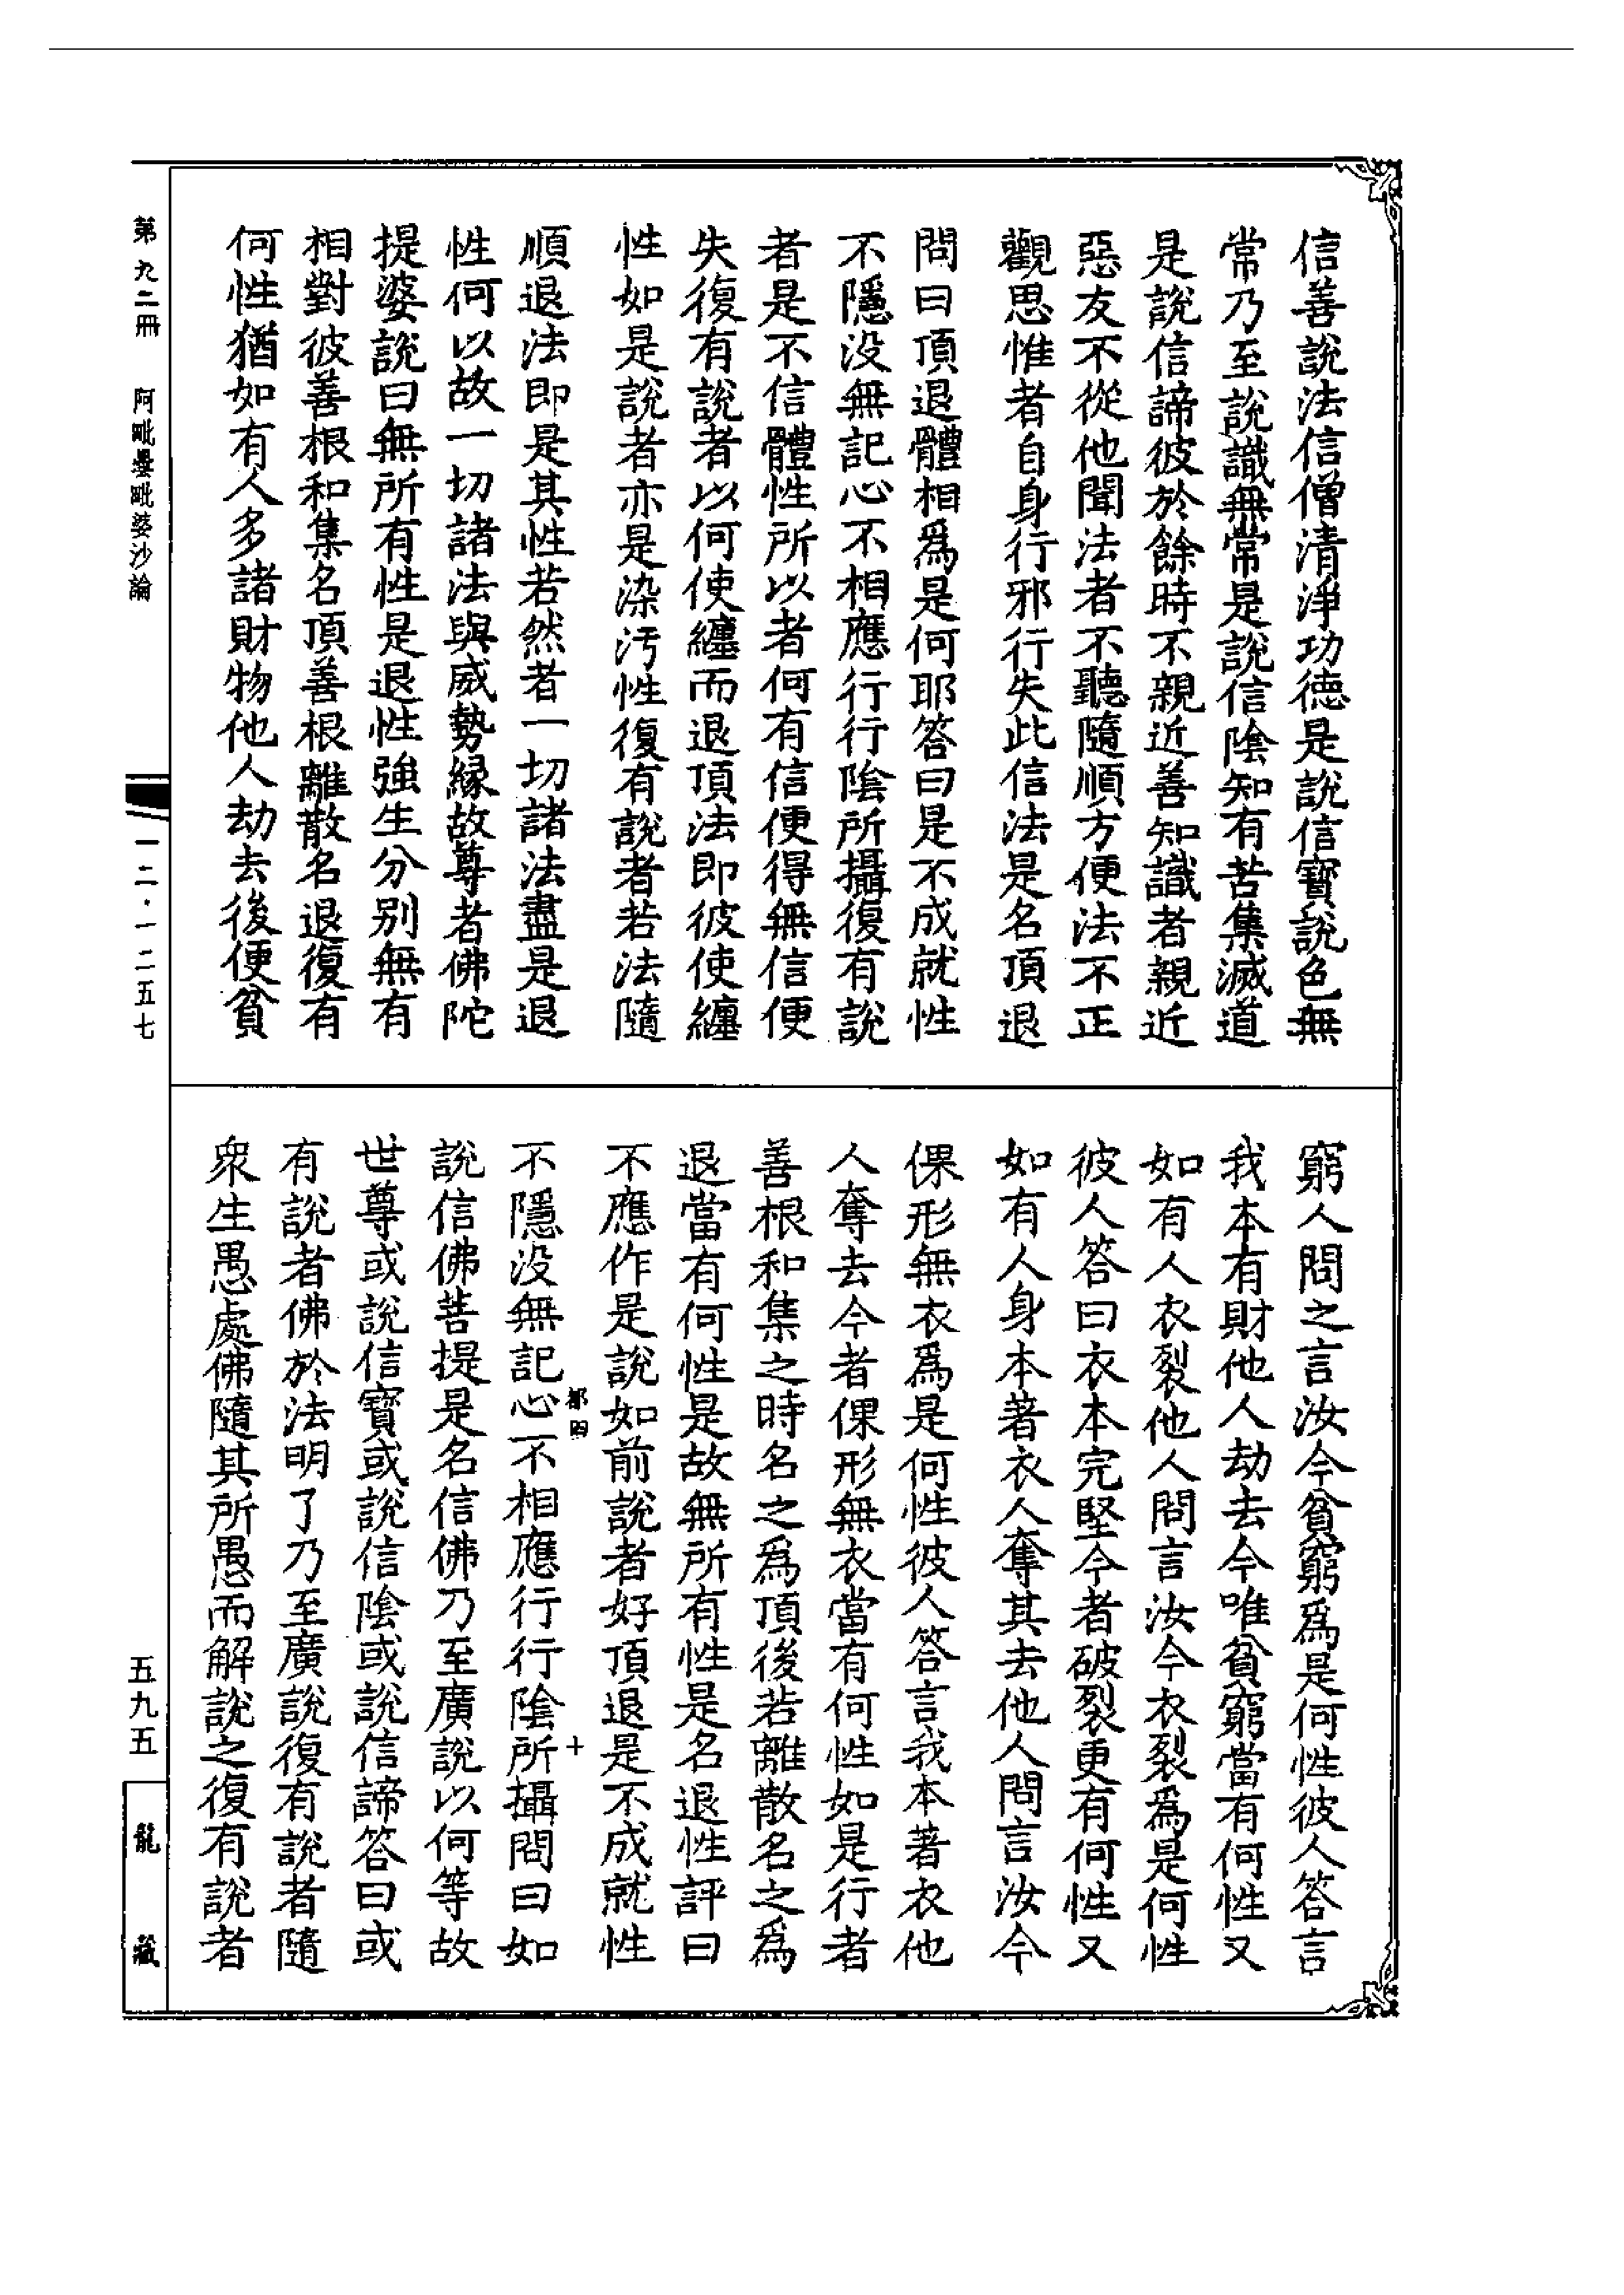 信善說法信僧清淨功德是說信寶說色無
常乃至說識無常是說信陰知有苦集滅道
是說信諦彼於餘時不親近善知識者親近
惡友不從他聞法者不聽隨順方便法不正
觀思惟者自身行邪行失此信法是名頂退
問曰頂退體相爲是何耶答曰是不成就性
不隱没無記心不相應行行陰所攝復有說
者是不信體性所以者何有信便得無信便
失復有說者以何使纏而退頂法即彼使纏
性如是說者亦是染污性復有說者若法隨
順退法即是其性若然者一切諸法盡是退
性何以故一切諸法與威勢緣故尊者佛陀
提婆說曰無所有性是退性強生分别無有
相對彼善根和集名頂善根離散名退復有
何性猶如有人多諸財物他人劫去後便貧
窮人問之言汝今貧窮爲是何性彼人答言
我本有財他人劫去今唯貧窮當有何性又
如有人衣裂他人問言汝今衣裂爲是何性
彼人答曰衣本完堅今者破裂更有何性又
如有人身本著衣人奪其去他人問言汝今
倮形無衣爲是何性彼人答言我本著衣他
人奪去今者倮形無衣當有何性如是行者
善根和集之時名之爲頂後若離散名之爲
退當有何性是故無所有性是名退性評曰
不應作是說如前說者好頂退是不成就性
不隱没無記心不相應行行陰所攝問曰如
說信佛菩提是名信佛乃至廣說以何等故
世尊或說信寶或說信陰或說信諦答曰或
有說者佛於法明了乃至廣說復有說者隨
衆生愚處佛隨其所愚而解說之復有說者
都四
十
第九二冊
阿毗曇毗婆沙論
一二·一二五七
五九五
龍藏